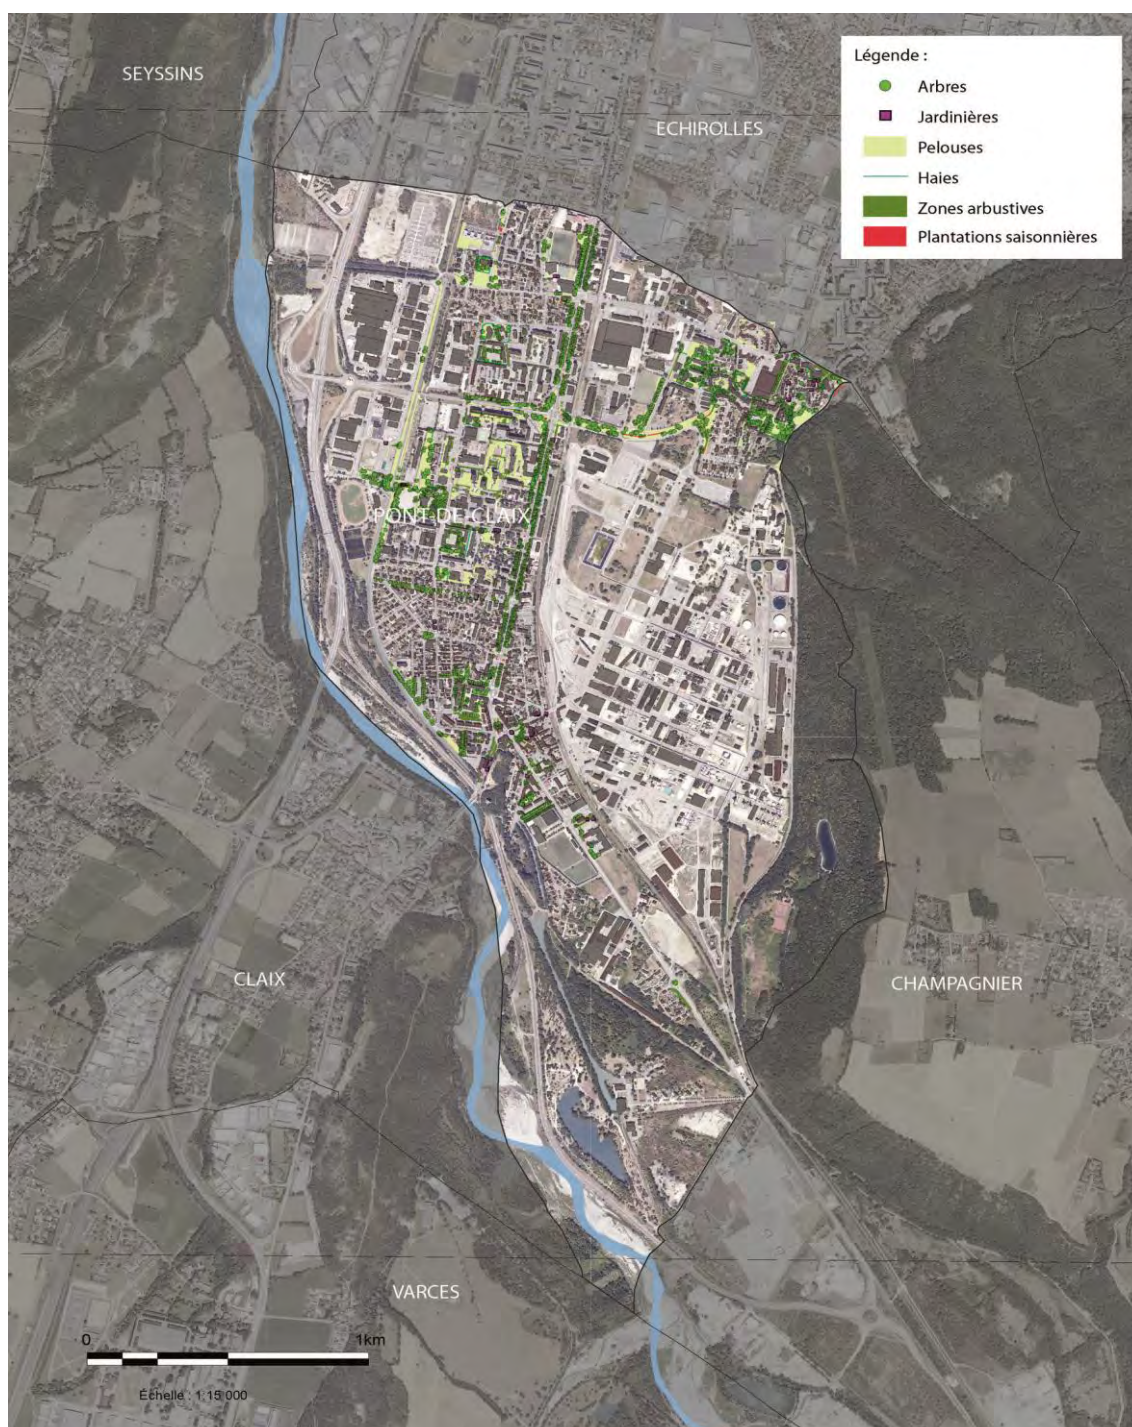 SEYSSINS
ECHIROLLES
Légende :
Arbres
Jardinières
Pelouses
Haies
Zones arbustives
Plantations saisonnières
PONT-DE-CLAIX
CLAIX
CHAMPAGNIER
VARCES
0 1km
Échelle : 1:15 000